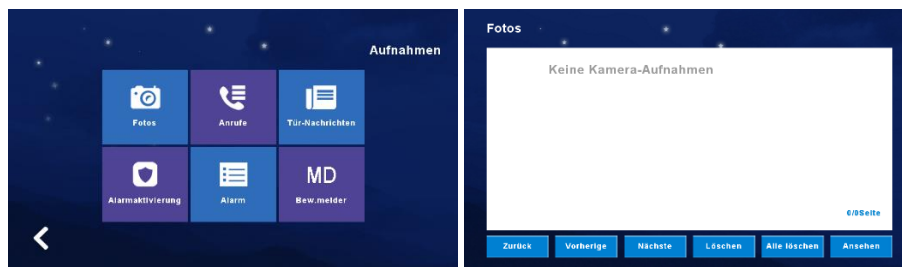 Aufnahmen
Fotos
Anrufe
Tür-Nachrichten
Alarmaktivierung
Alarm
MD
Bew.melder
Fotos
Keine Kamera-Aufnahmen
0/0Seite
Zurück
Vorherige
Nächste
Löschen
Alle löschen
Ansehen